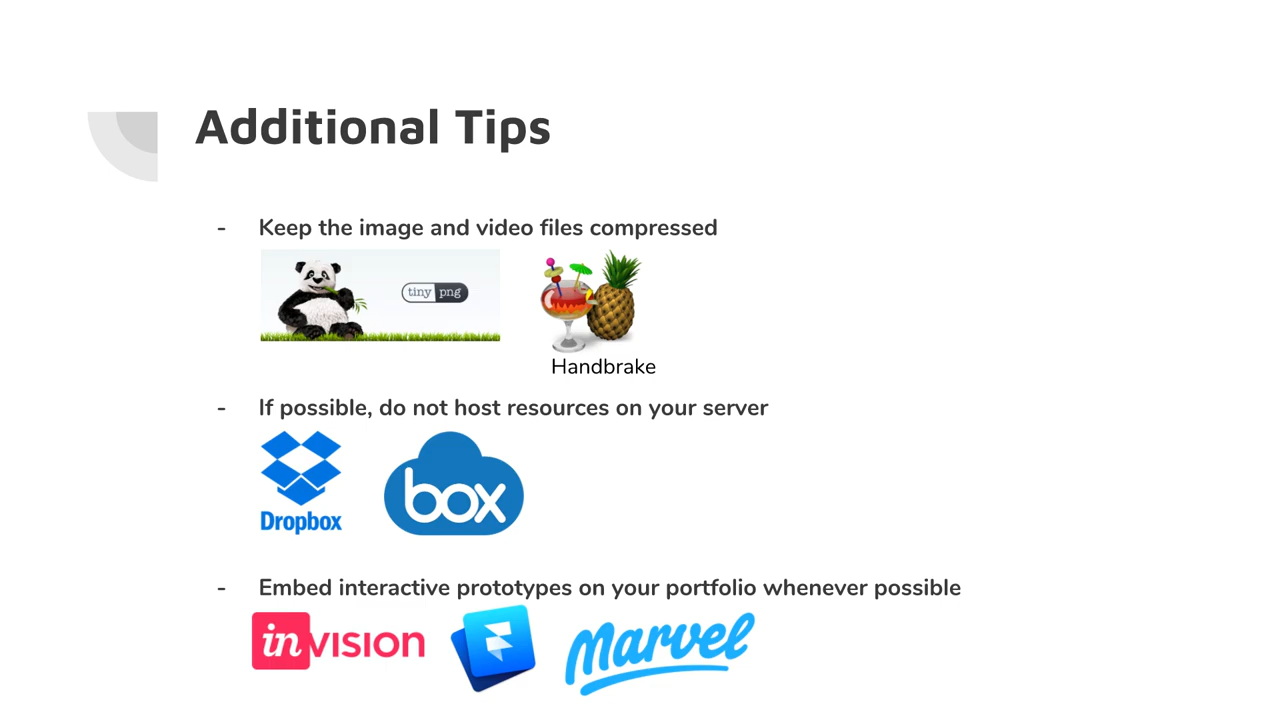 Additional Tips
- Keep the image and video files compressed
tiny png
Handbrake
- If possible, do not host resources on your server
Dropbox
box
- Embed interactive prototypes on your portfolio whenever possible
inVISION
Marvel